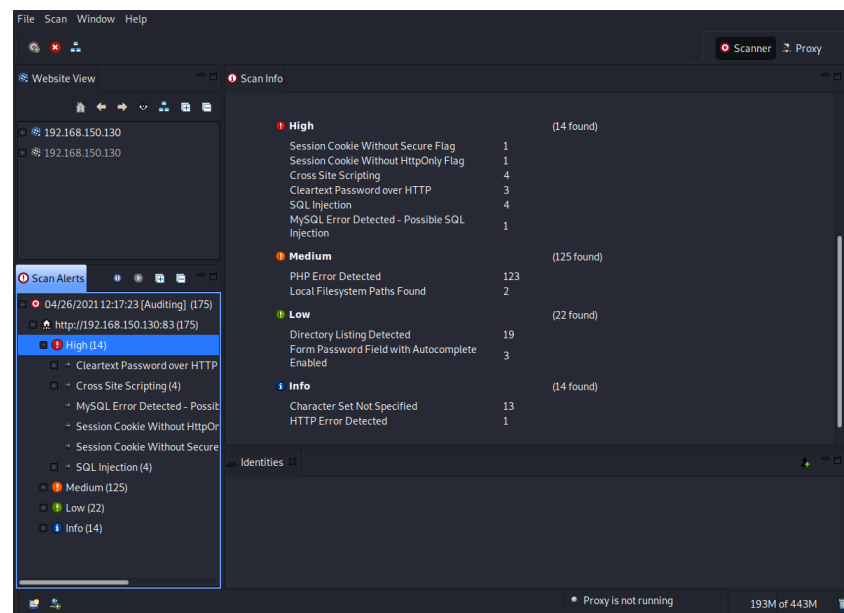 File Scan Window Help
Scanner Proxy
Website View
Scan Info
192.168.150.130
192.168.150.130
High (14 found)
Session Cookie Without Secure Flag 1
Session Cookie Without HttpOnly Flag 1
Cross Site Scripting 4
Cleartext Password over HTTP 3
SQL Injection 4
MySQL Error Detected - Possible SQL
Injection 1
Medium (125 found)
PHP Error Detected 123
Local Filesystem Paths Found 2
Low (22 found)
Directory Listing Detected 19
Form Password Field with Autocomplete
Enabled 3
Info (14 found)
Character Set Not Specified 13
HTTP Error Detected 1
Scan Alerts
04/26/2021 12:17:23 [Auditing] (175)
http://192.168.150.130:83 (175)
High (14)
Cleartext Password over HTTP
Cross Site Scripting (4)
MySQL Error Detected - Possib
Session Cookie Without HttpOr
Session Cookie Without Secure
SQL Injection (4)
Medium (125)
Low (22)
Info (14)
Identities
Proxy is not running
193M of 443M